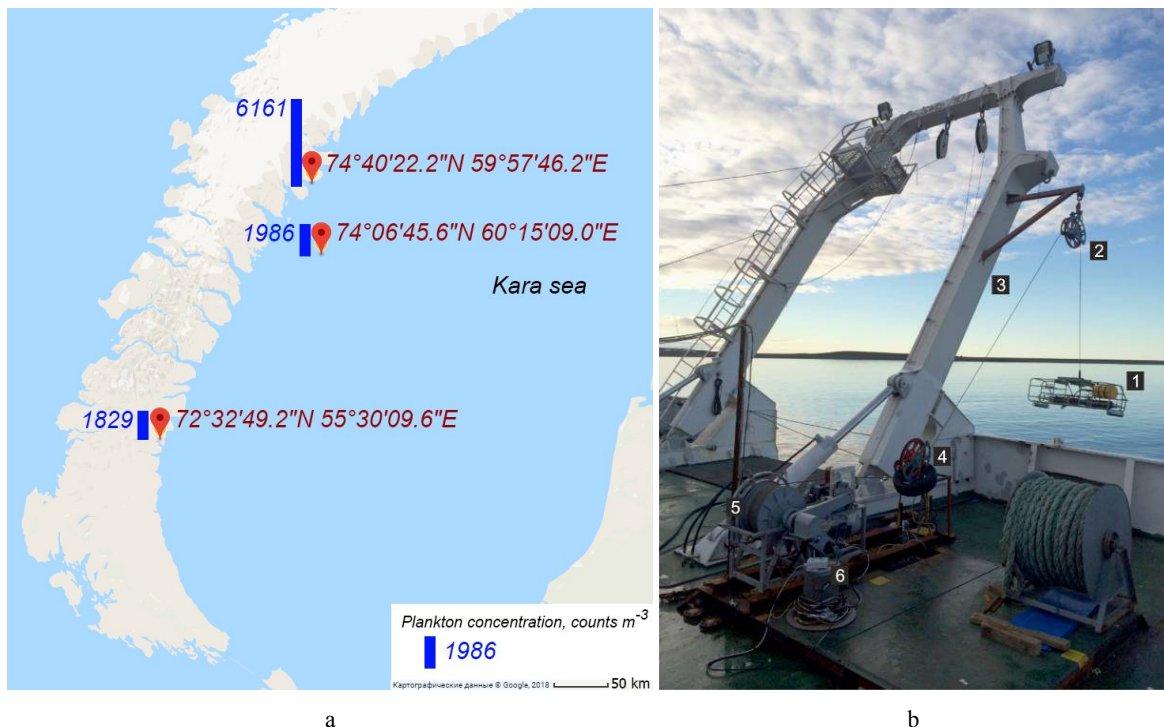 6161
74°40'22.2"N 59°57'46.2"E
1986
74°06'45.6"N 60°15'09.0"E
Kara sea
1829
72°32'49.2"N 55°30'09.6"E
Plankton concentration, counts m⁻³
1986
Картографические данные © Google, 2018
50 km
a
2
3
1
4
5
6
b